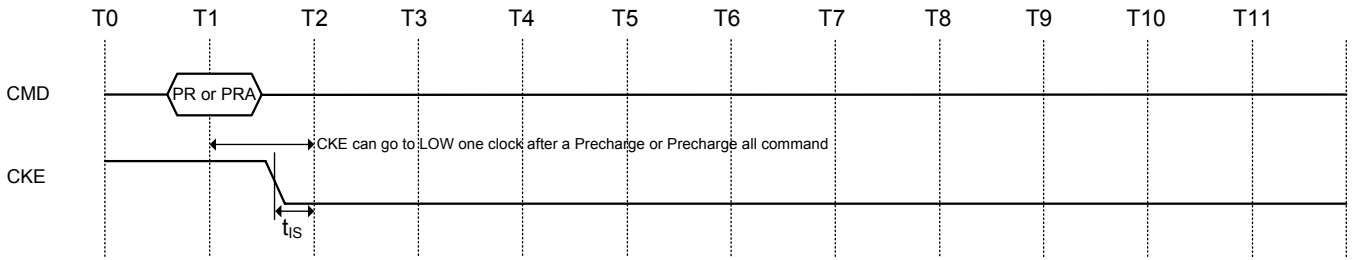 T0 T1 T2 T3 T4 T5 T6 T7 T8 T9 T10 T11
CMD PR or PRA
CKE can go to LOW one clock after a Precharge or Precharge all command
CKE
tIS